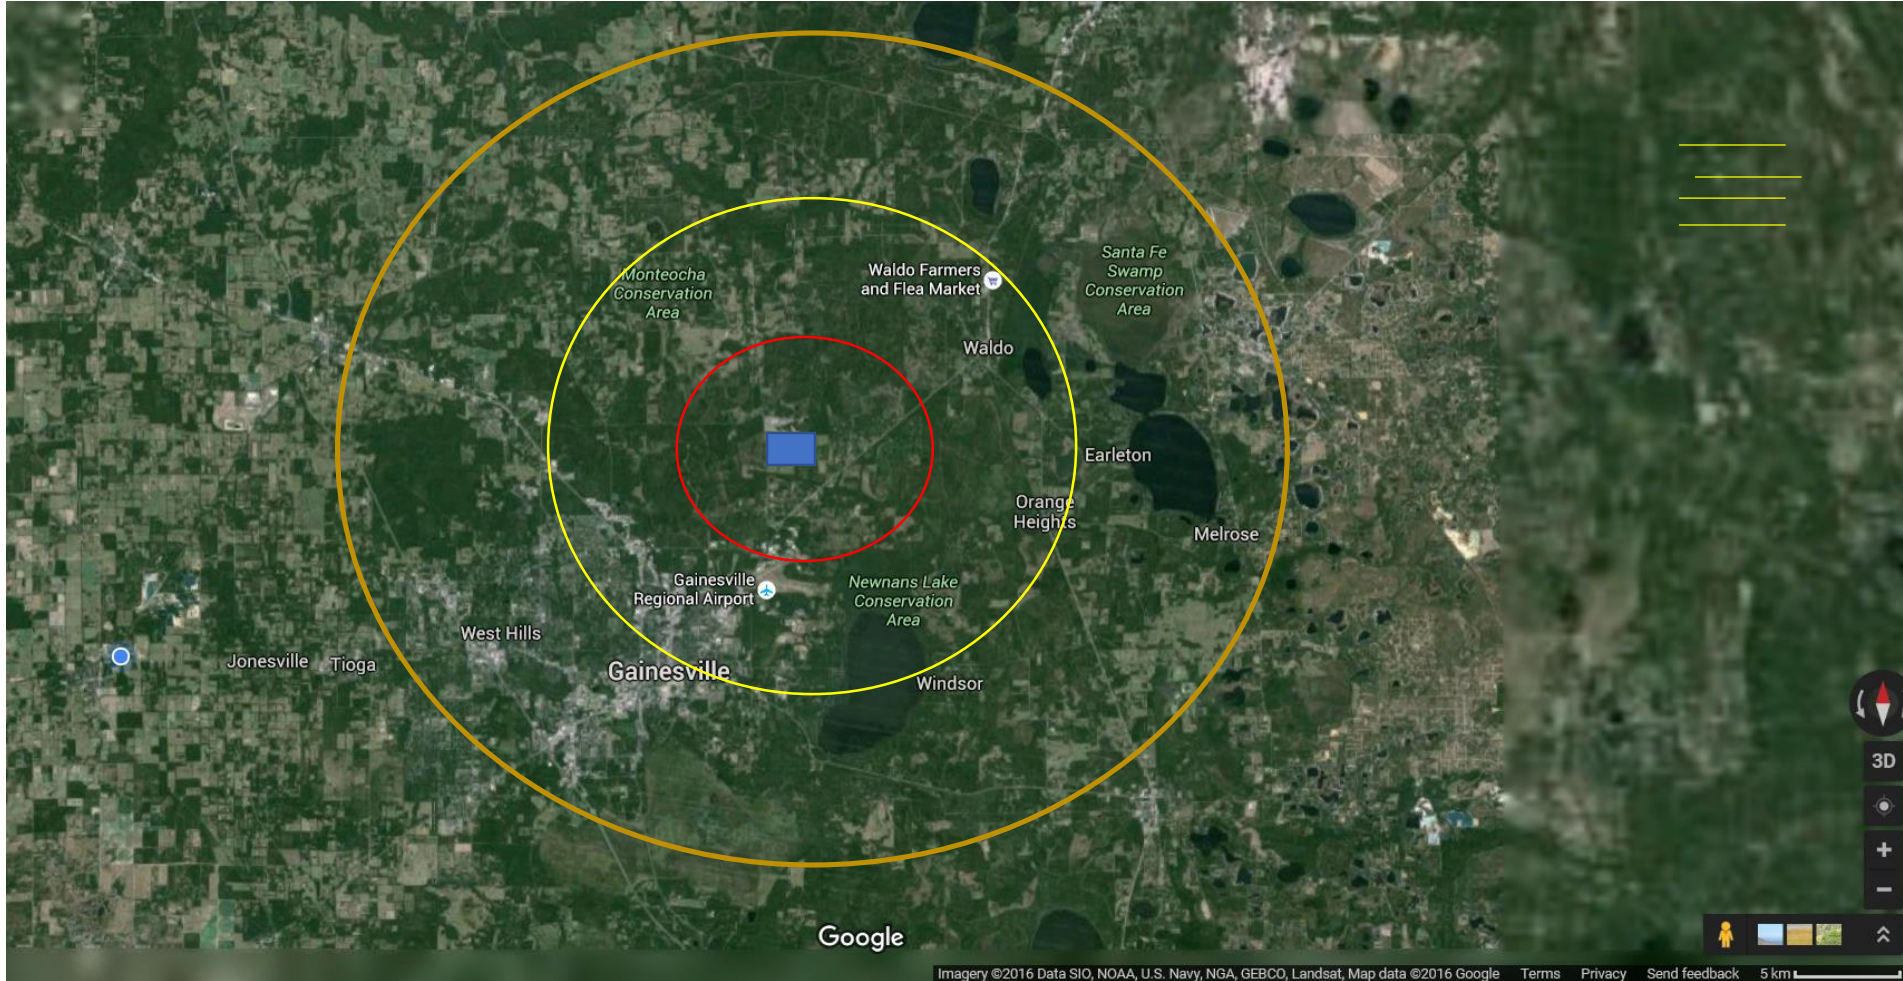 Santa Fe
Swamp
Conservation
Area
Monteocha
Conservation
Area
Waldo Farmers
and Flea Market
Waldo
Earleton
Orange
Heights
Melrose
Gainesville
Regional Airport
Newnans Lake
Conservation
Area
West Hills
Jonesville
Tioga
Gainesville
Windsor
3D
Google
Imagery ©2016 Data SIO, NOAA, U.S. Navy, NGA, GEBCO, Landsat, Map data ©2016 Google Terms Privacy Send feedback 5 km